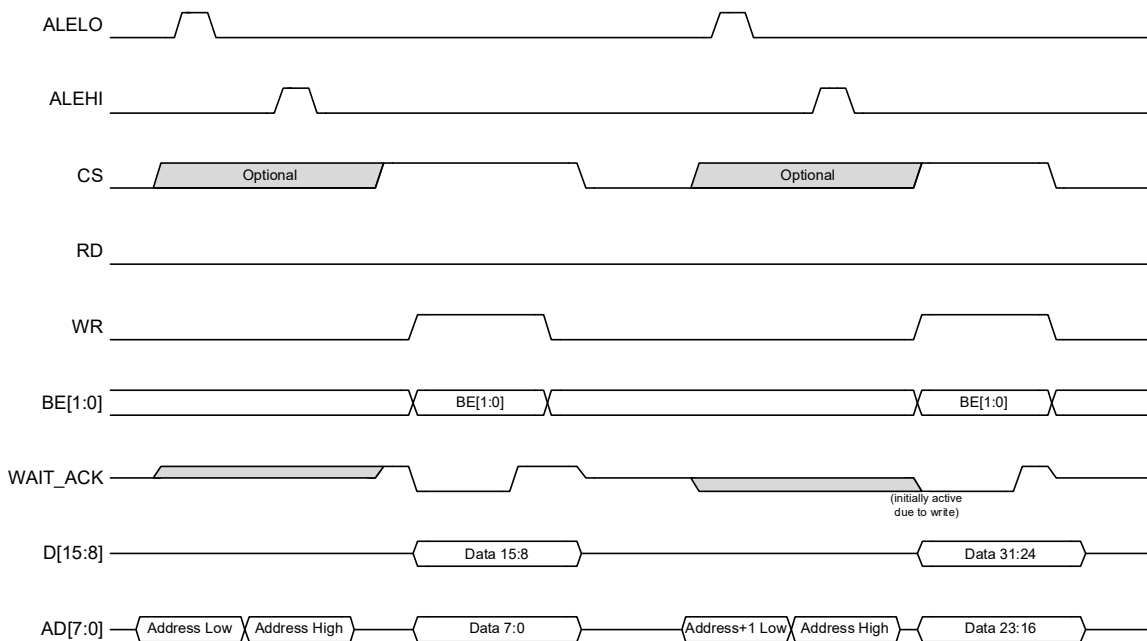 ALELO
ALEHI
CS
Optional
Optional
RD
WR
BE[1:0]
BE[1:0]
BE[1:0]
WAIT_ACK
(initially active
due to write)
D[15:8]
Data 15:8
Data 31:24
AD[7:0]
Address Low
Address High
Data 7:0
Address+1 Low
Address High
Data 23:16